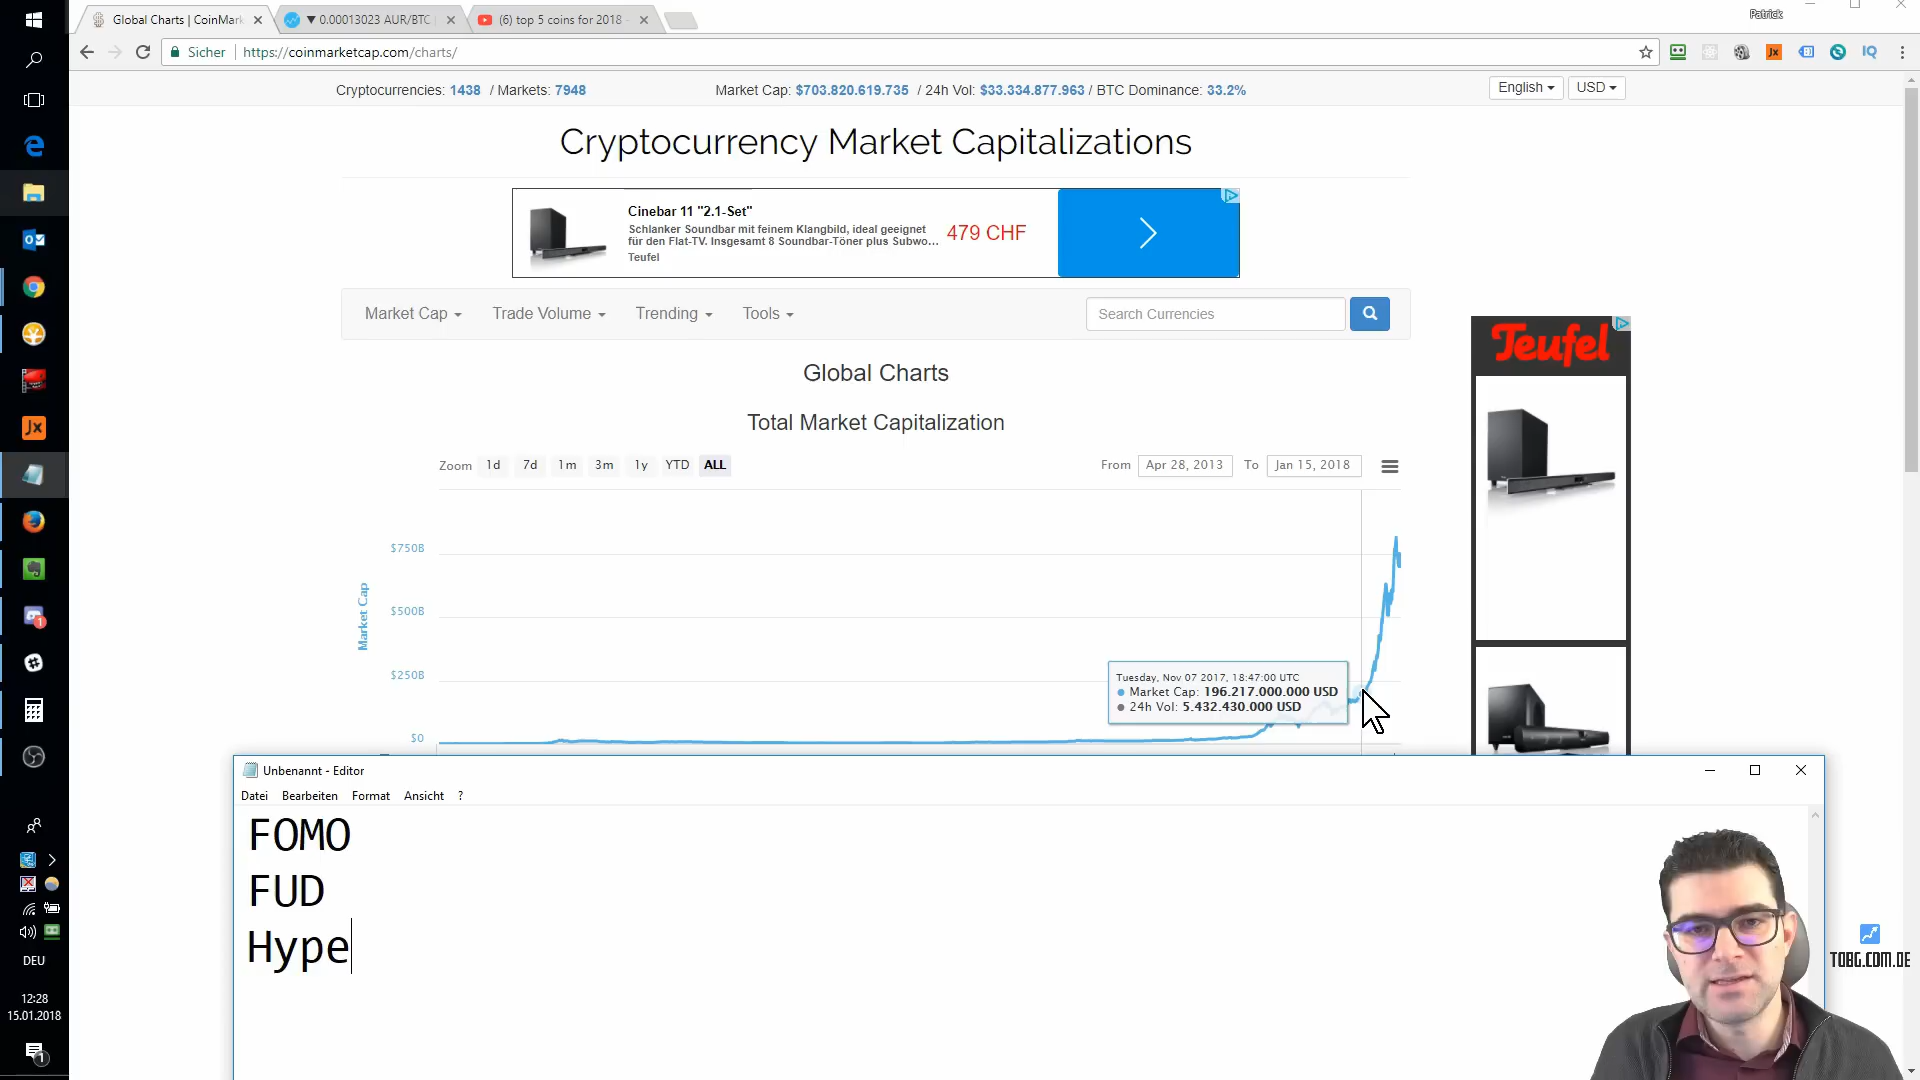 Global Charts | CoinMark
0.00013023 AUR/BTC
(6) top 5 coins for 2018 -
Patrick
Sicher
https://coinmarketcap.com/charts/
Jx
IQ
Cryptocurrencies: 1438 / Markets: 7948
Market Cap: $703.820.619.735 / 24h Vol: $33.334.877.963 / BTC Dominance: 33.2%
English
USD
Cryptocurrency Market Capitalizations
Cinebar 11 "2.1-Set"
Schlanker Soundbar mit feinem Klangbild, ideal geeignet
für den Flat-TV. Insgesamt 8 Soundbar-Töner plus Subwo...
Teufel
479 CHF
Market Cap
Trade Volume
Trending
Tools
Search Currencies
Teufel
Global Charts
Total Market Capitalization
Zoom 1d 7d 1m 3m 1y YTD ALL
From Apr 28, 2013 To Jan 15, 2018
$750B
$500B
$250B
$0
Market Cap
Tuesday, Nov 07 2017, 18:47:00 UTC
Market Cap: 196.217.000.000 USD
24h Vol: 5.432.430.000 USD
Unbenannt - Editor
Datei Bearbeiten Format Ansicht ?
FOMO
FUD
Hype
TOBG.COM.DE
Jx
1
DEU
12:28
15.01.2018
1